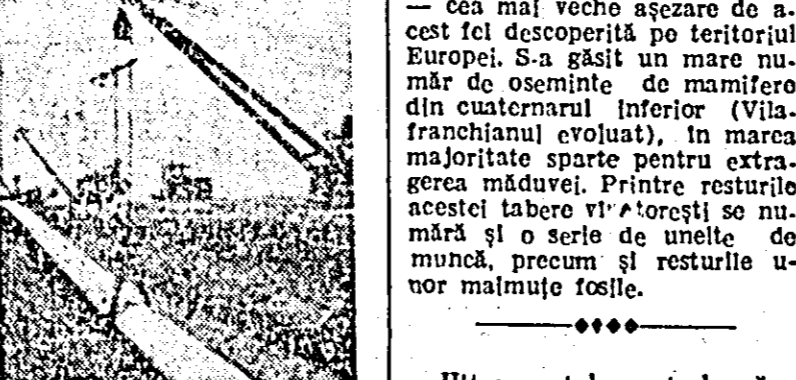 — cea mai veche așezare de a-
cest fel descoperită pe teritoriul
Europei. S-a găsit un mare nu-
măr de oseminte de mamifere
din cuaternarul inferior (Vila-
franchianul evoluat), în marea
majoritate sparte pentru extra-
gerea măduvei. Printre resturile
acestei tabere se nu-
mără și o serie de unelte de
muncă, precum și resturile u-
nor maimuțe fosile.